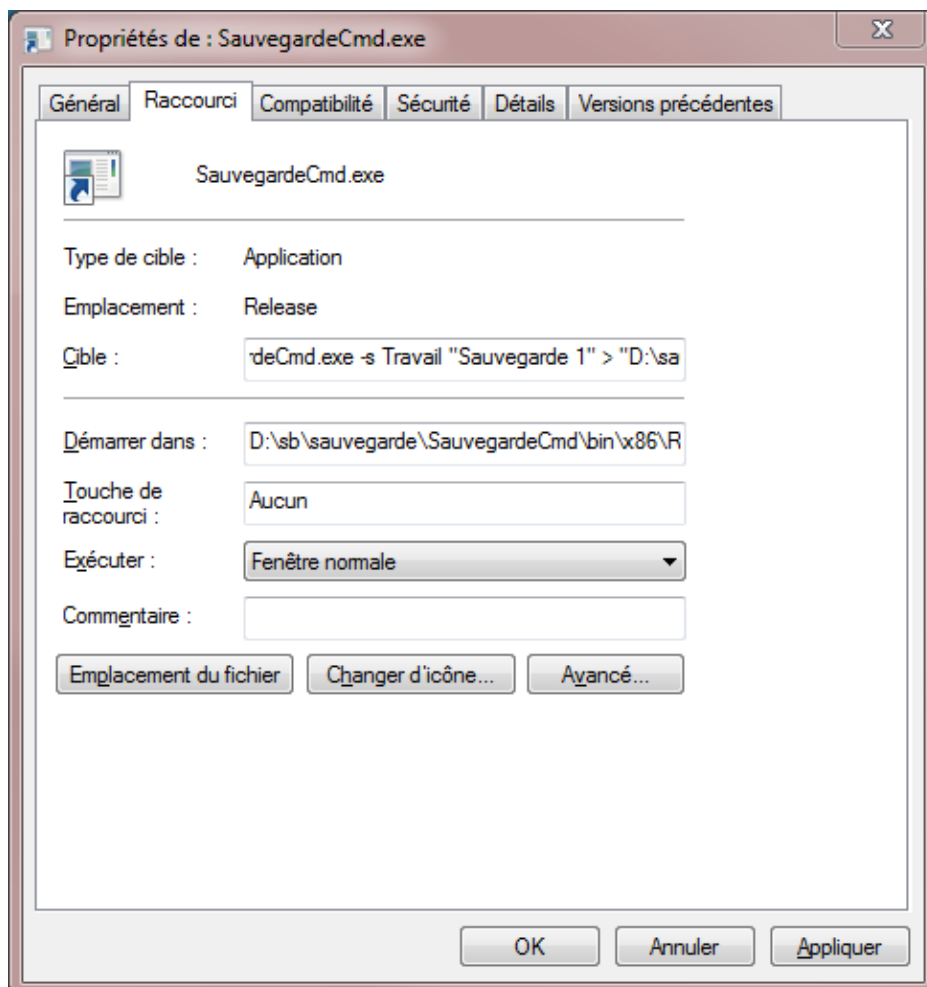 Propriétés de : SauvegardeCmd.exe
Général Raccourci Compatibilité Sécurité Détails Versions précédentes
SauvegardeCmd.exe
Type de cible : Application
Emplacement : Release
Cible : deCmd.exe -s Travail "Sauvegarde 1" > "D:\sa
Démarrer dans : D:\sb\sauvegarde\SauvegardeCmd\bin\x86\R
Touche de
raccourci : Aucun
Exécuter : Fenêtre normale
Commentaire :
Emplacement du fichier Changer d'icône... Avancé...
OK Annuler Appliquer